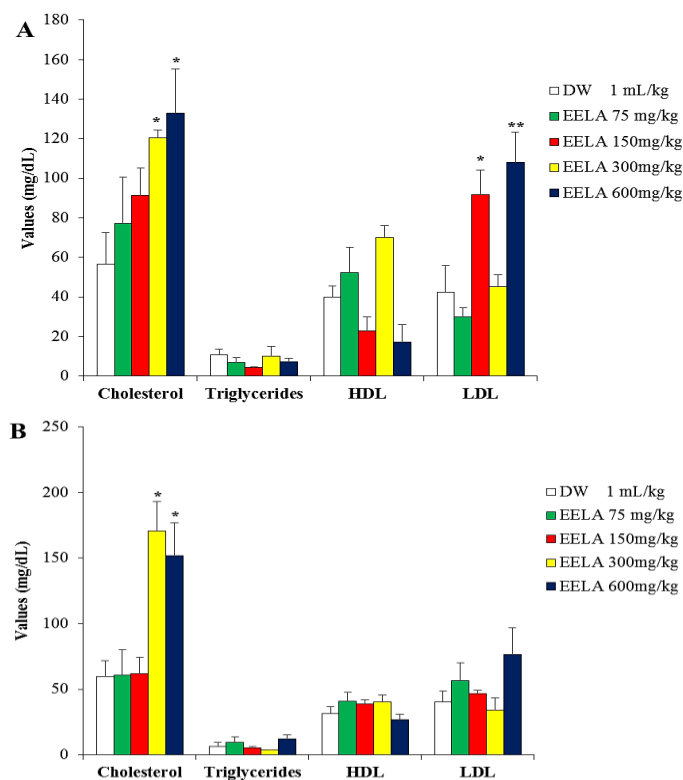 A
180
160
140
120
100
80
60
40
20
0
Values (mg/dL)
* * * **
DW 1 mL/kg
EELA 75 mg/kg
EELA 150mg/kg
EELA 300mg/kg
EELA 600mg/kg
Cholesterol Triglycerides HDL LDL
B
250
200
150
100
50
0
Values (mg/dL)
* *
DW 1 mL/kg
EELA 75 mg/kg
EELA 150mg/kg
EELA 300mg/kg
EELA 600mg/kg
Cholesterol Triglycerides HDL LDL